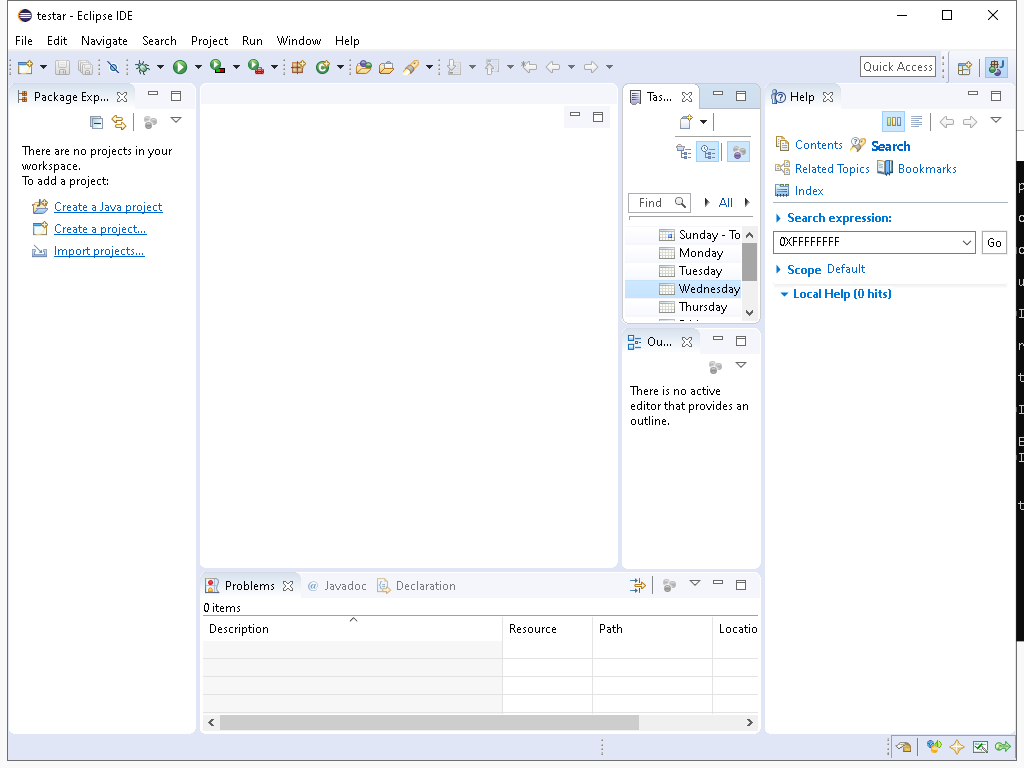 testar - Eclipse IDE
File Edit Navigate Search Project Run Window Help
Quick Access
Package Exp...
There are no projects in your
workspace.
To add a project:
Create a Java project
Create a project...
Import projects...
Tas...
Find
All
Sunday - To
Monday
Tuesday
Wednesday
Thursday
Ou...
There is no active
editor that provides an
outline.
Help
Contents Search
Related Topics Bookmarks
Index
Search expression:
0XFFFFFFFF Go
Scope Default
Local Help (0 hits)
Problems @ Javadoc Declaration
0 items
Description Resource Path Locatio